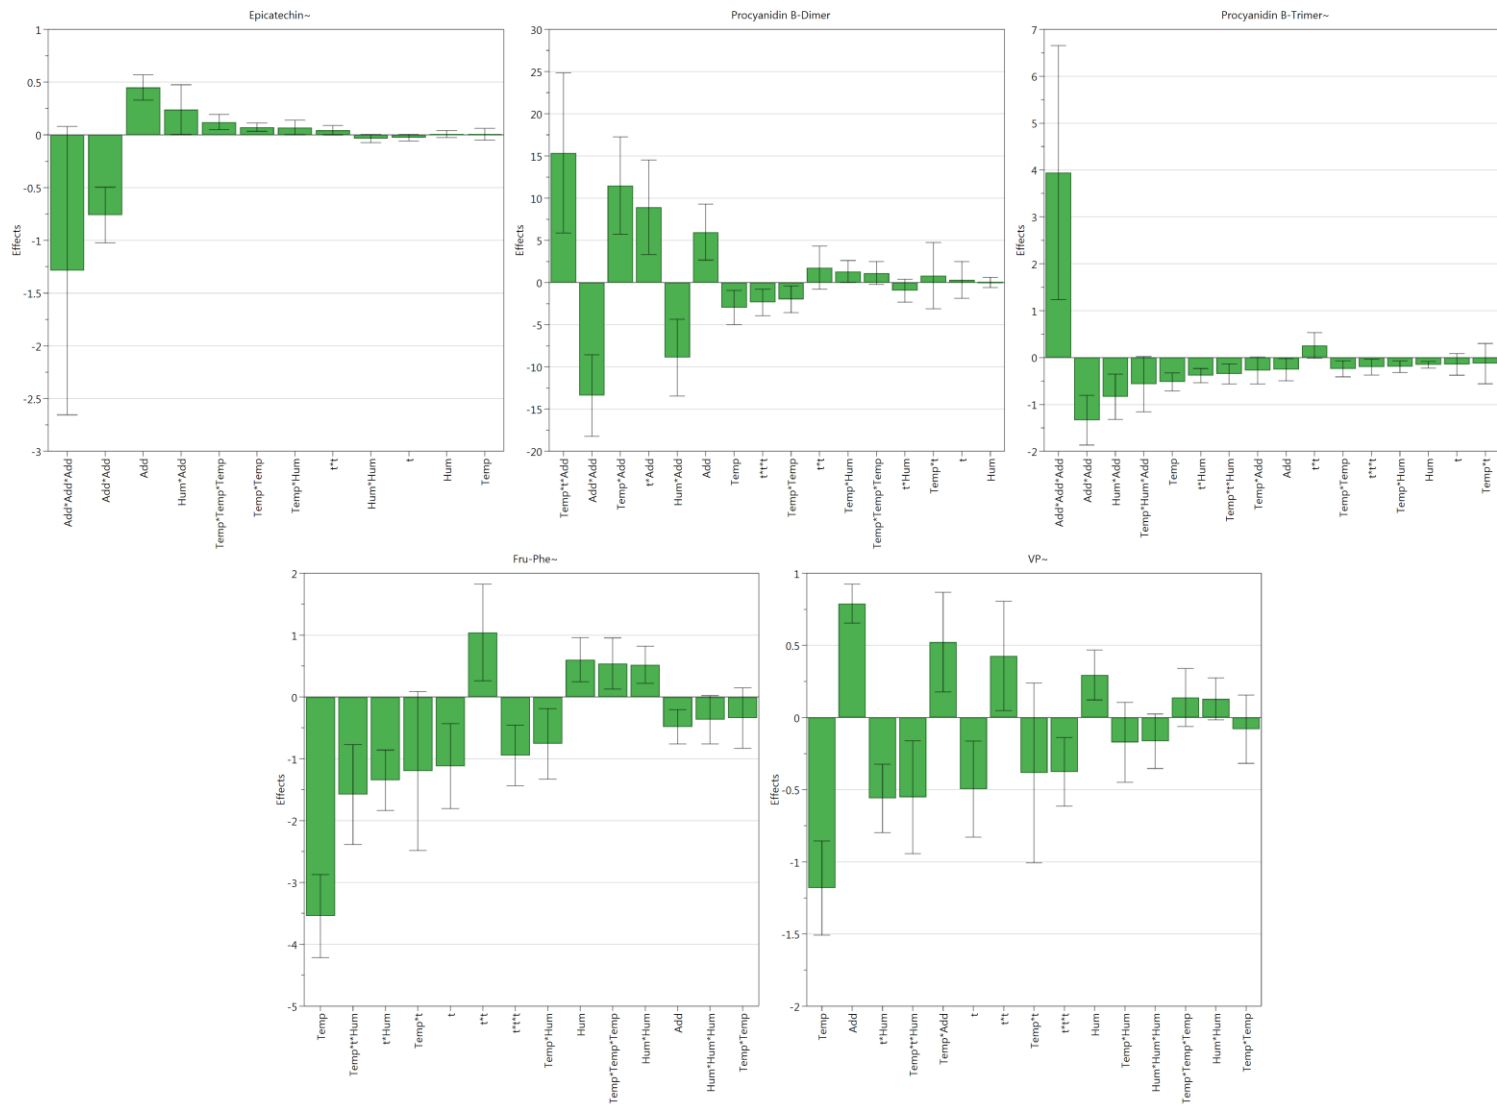 Epicatechin~
1
0.5
0
-0.5
-1
-1.5
-2
-2.5
-3
Effects
Add*Add*Add
Add*Add
Add
Hum*Add
Temp*Temp*Temp
Temp*Temp
Temp*Hum
t*t
Hum*Hum
t
Hum
Temp
Procyanidin B-Dimer
30
25
20
15
10
5
0
-5
-10
-15
-20
Effects
Temp*t*Add
Add*Add
Temp*Add
t*Add
Hum*Add
Add
Temp
t*t*t
Temp*Temp
t*t
Temp*Hum
Temp*Temp*Temp
t*Hum
Temp*t
t
Hum
Procyanidin B-Trimer~
7
6
5
4
3
2
1
0
-1
-2
Effects
Add*Add*Add
Add*Add
Hum*Add
Temp*Hum*Add
Temp
t*Hum
Temp*t*Hum
Temp*Add
Add
t*t
Temp*Temp
t*t*t
Temp*Hum
Hum
t
Temp*t
Fru-Phe~
2
1
0
-1
-2
-3
-4
-5
Effects
Temp
Temp*t*Hum
t*Hum
Temp*t
t
t*t
t*t*t
Temp*Hum
Hum
Temp*Temp*Temp
Hum*Hum
Add
Hum*Hum*Hum
Temp*Temp
VP~
1
0.5
0
-0.5
-1
-1.5
-2
Effects
Temp
Add
t*Hum
Temp*t*Hum
Temp*Add
t
t*t
Temp*t
t*t*t
Hum
Temp*Hum
Hum*Hum*Hum
Temp*Temp*Temp
Hum*Hum
Temp*Temp